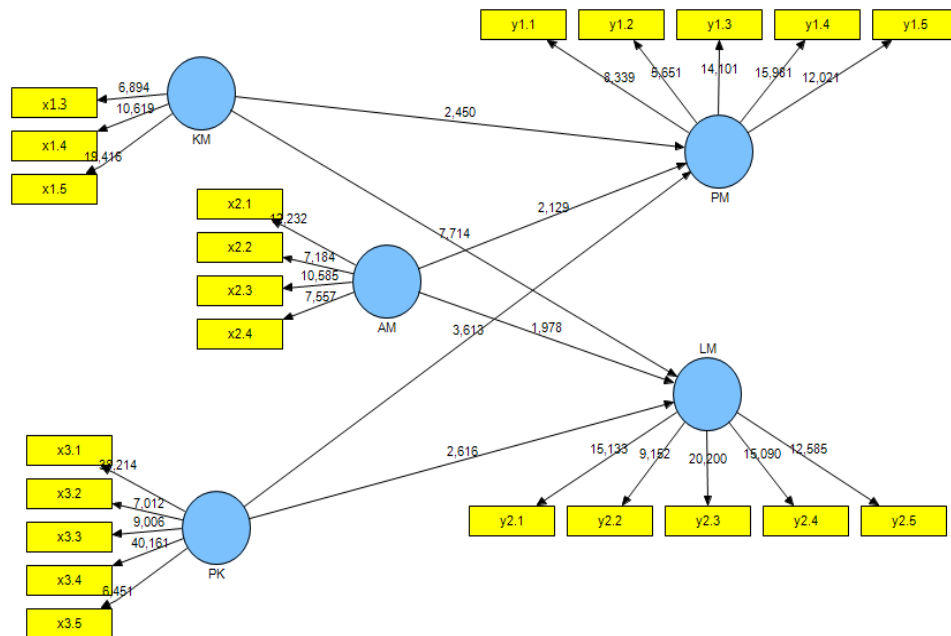 y1.1
y1.2
y1.3
y1.4
y1.5
8,339
5,651
14,101
12,021
PM
x1.3
x1.4
x1.5
6,894
10,619
19,416
KM
2,450
7,714
x2.1
x2.2
x2.3
x2.4
12,232
7,184
10,585
7,557
AM
2,129
1,978
3,613
LM
x3.1
x3.2
x3.3
x3.4
x3.5
7,012
9,006
40,161
6,451
PK
2,616
15,133
9,152
20,200
15,090
12,585
y2.1
y2.2
y2.3
y2.4
y2.5